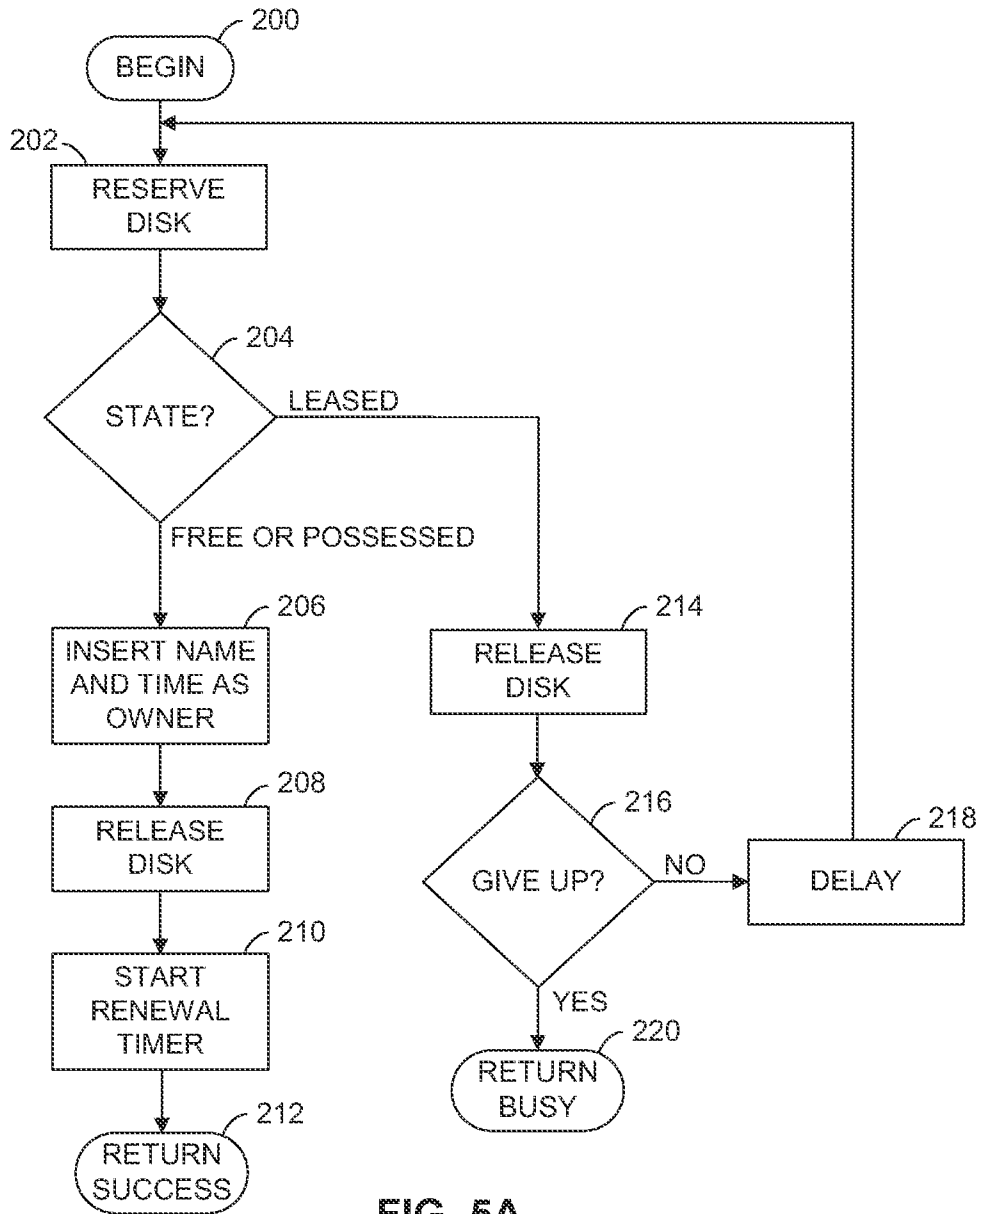 200
BEGIN
202
RESERVE
DISK
204
STATE?
LEASED
FREE OR POSSESSED
206
INSERT NAME
AND TIME AS
OWNER
214
RELEASE
DISK
208
RELEASE
DISK
216
GIVE UP?
NO
218
DELAY
210
START
RENEWAL
TIMER
YES
220
RETURN
BUSY
212
RETURN
SUCCESS
FIG. 5A